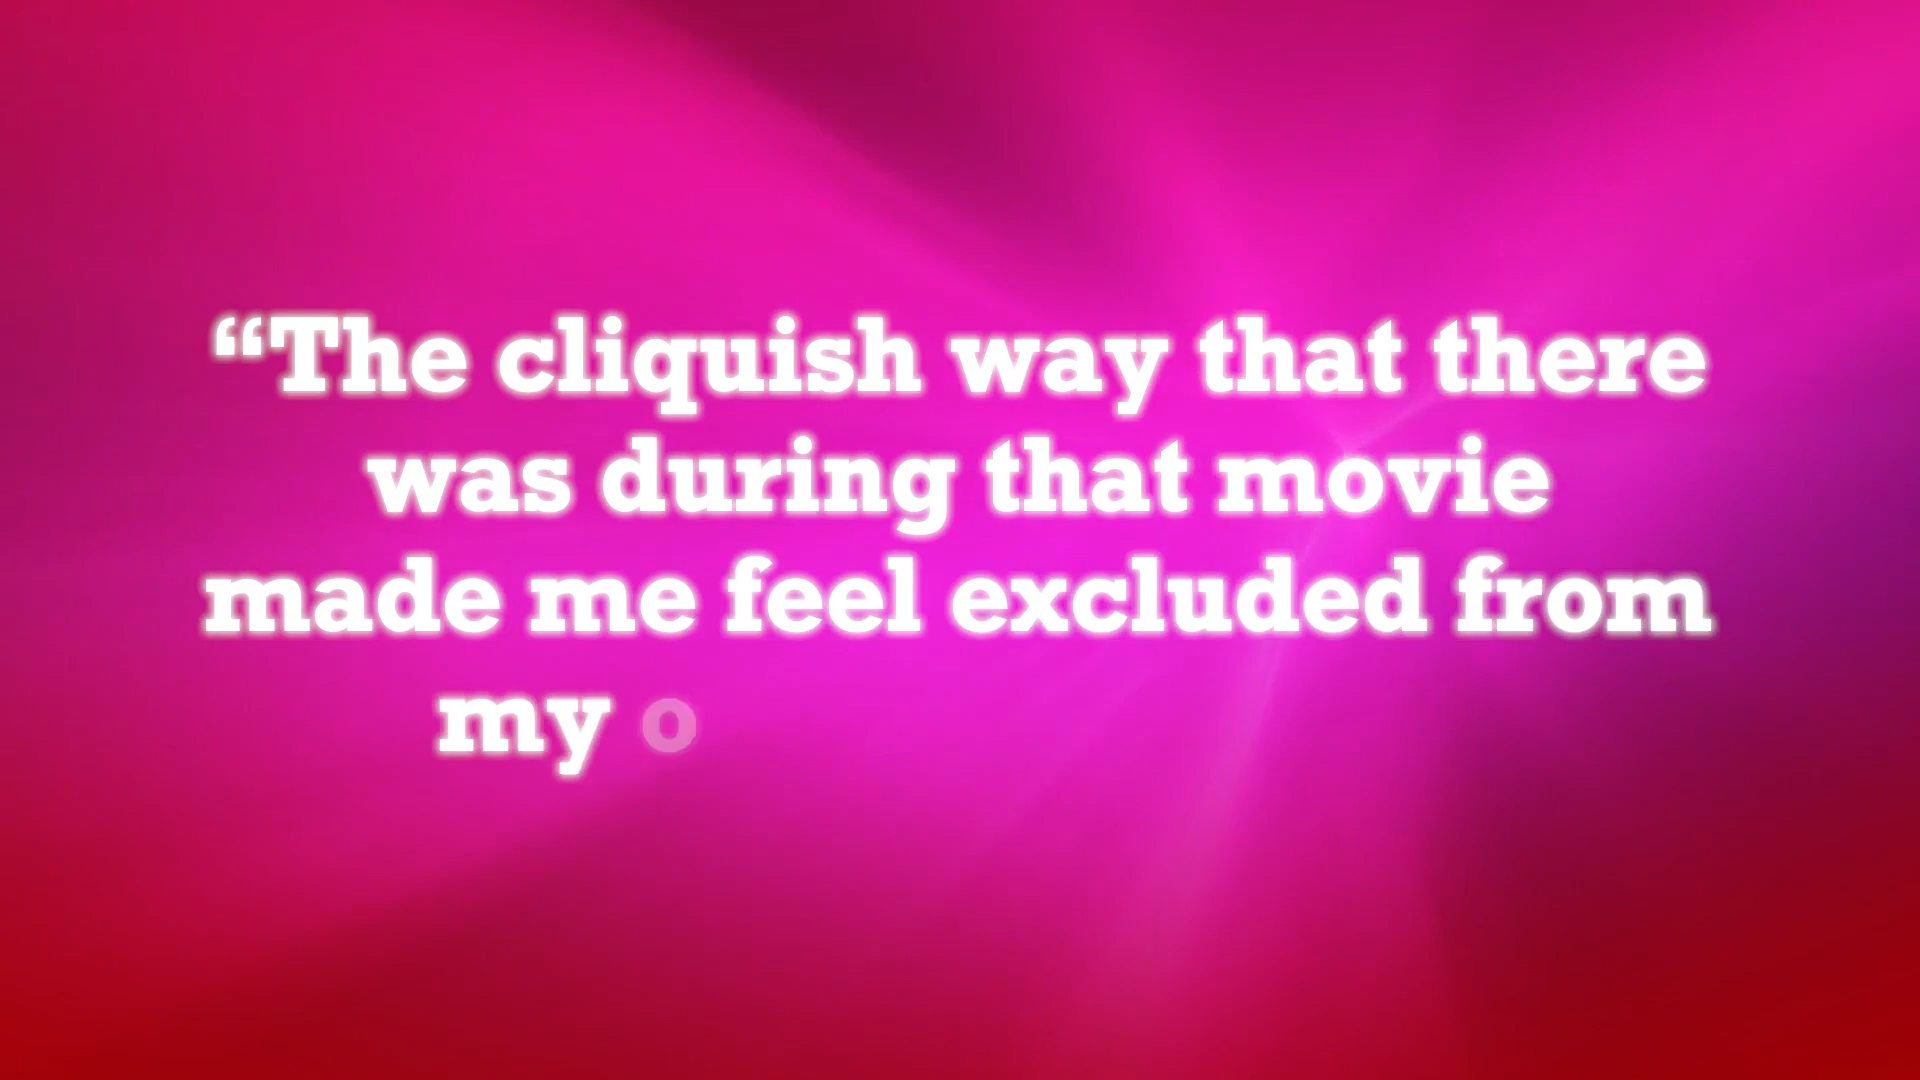 “The cliquish way that there
was during that movie
made me feel excluded from
my o